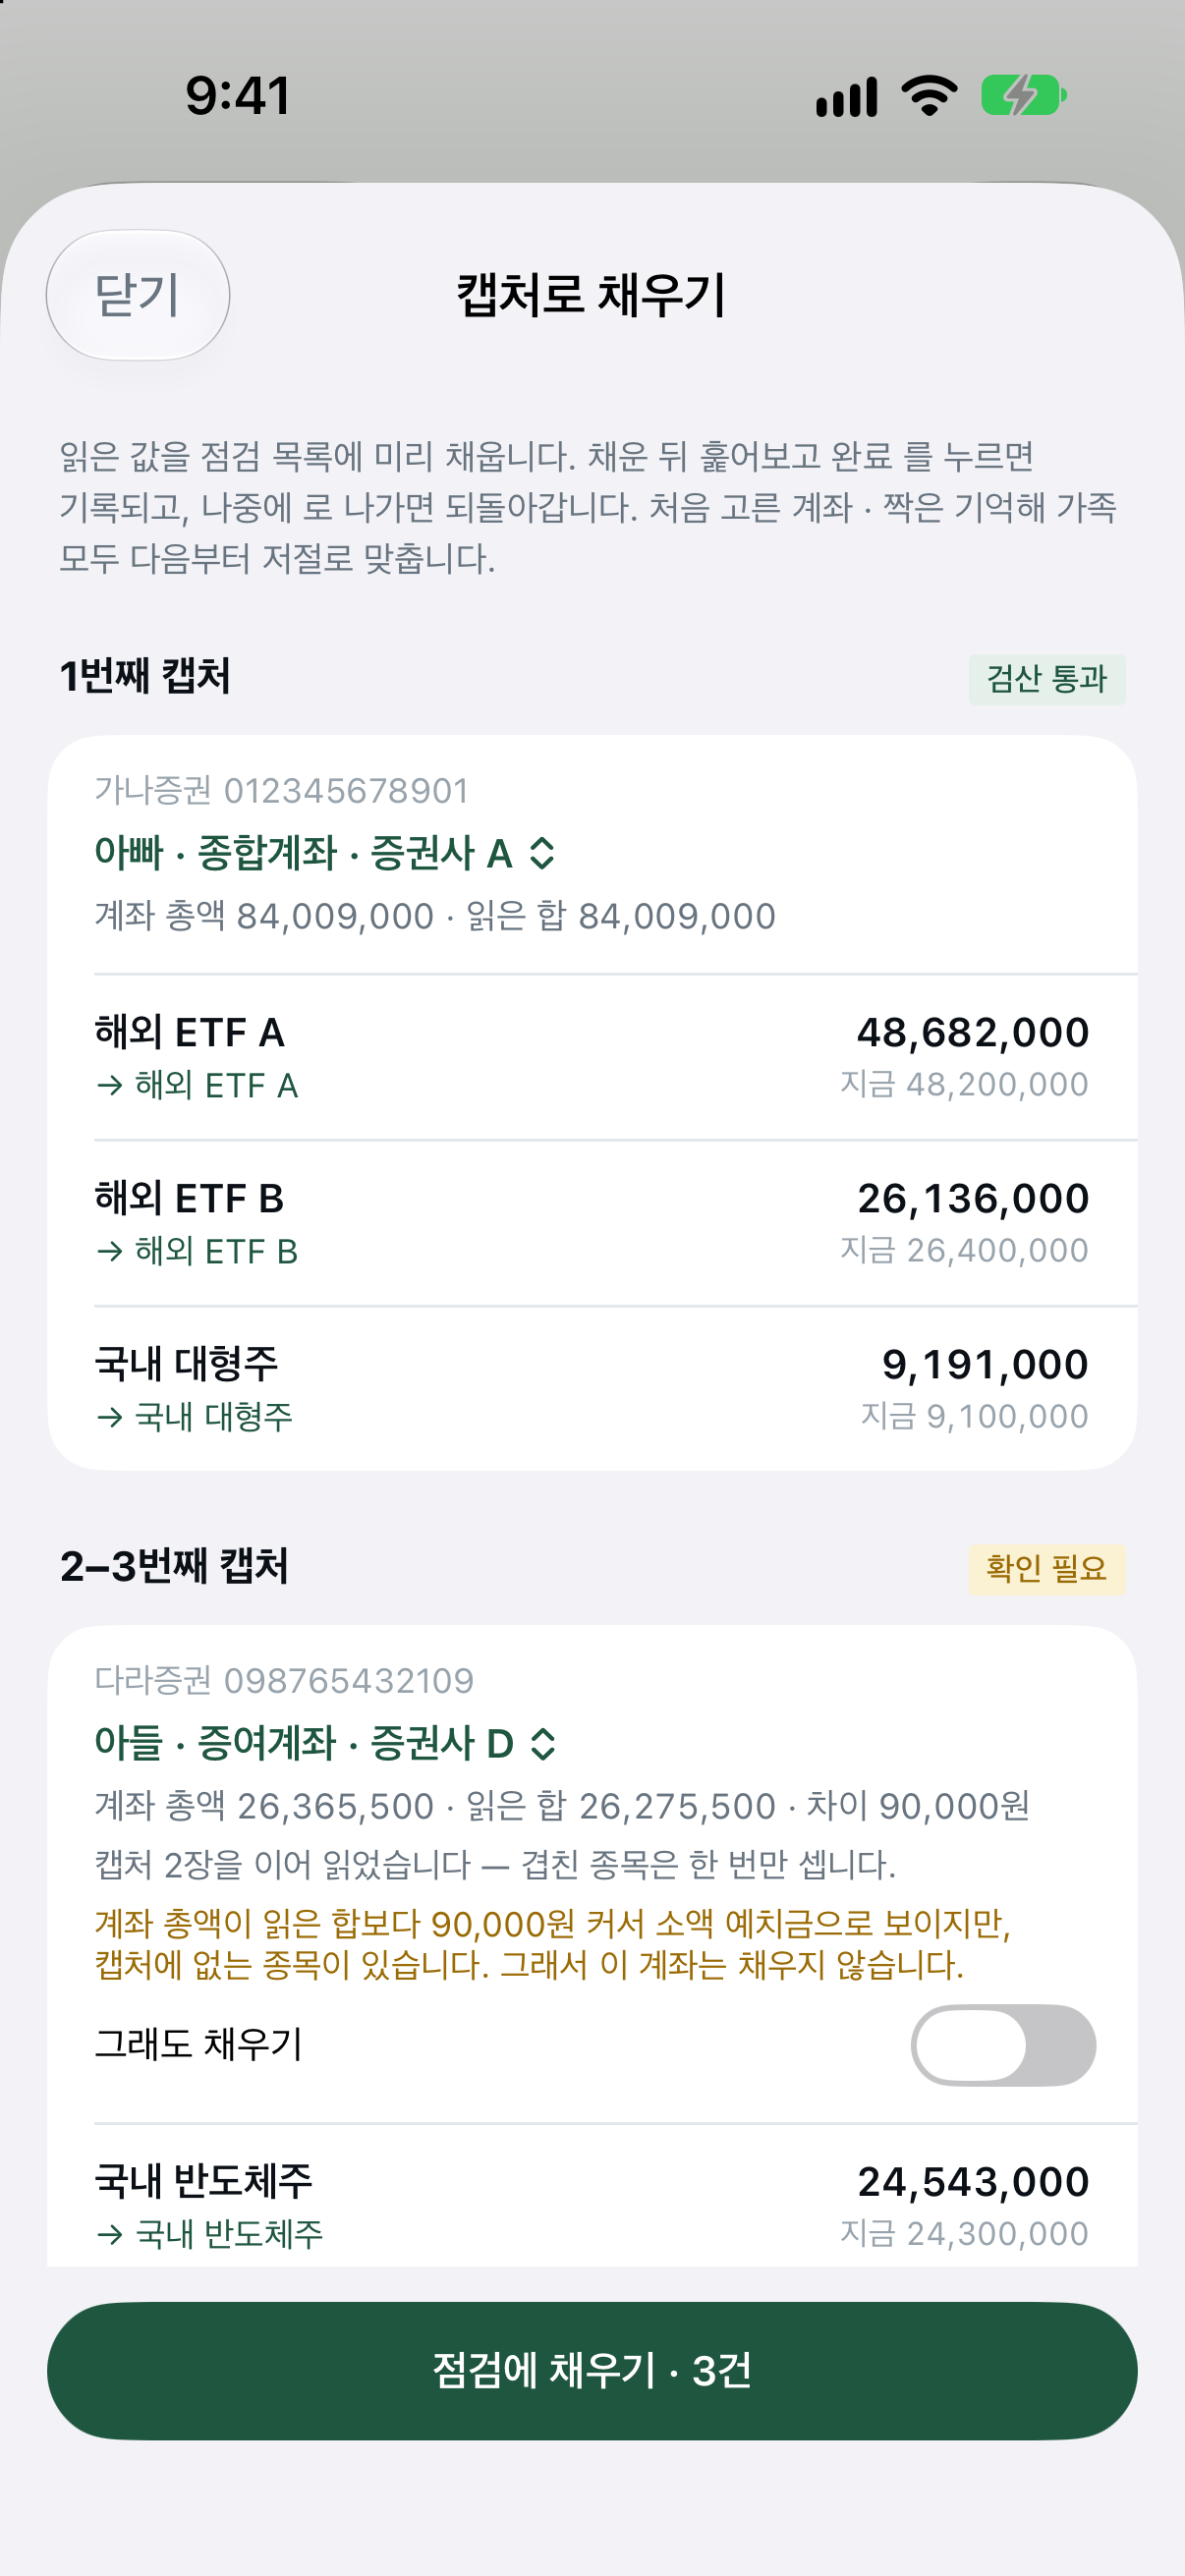 9:41
닫기
캡처로 채우기
읽은 값을 점검 목록에 미리 채웁니다. 채운 뒤 훑어보고 완료 를 누르면
기록되고, 나중에 로 나가면 되돌아갑니다. 처음 고른 계좌 · 짝은 기억해 가족
모두 다음부터 저절로 맞춥니다.
1번째 캡처
검산 통과
가나증권 012345678901
아빠 · 종합계좌 · 증권사 A
계좌 총액 84,009,000 · 읽은 합 84,009,000
해외 ETF A 48,682,000
→ 해외 ETF A 지금 48,200,000
해외 ETF B 26,136,000
→ 해외 ETF B 지금 26,400,000
국내 대형주 9,191,000
→ 국내 대형주 지금 9,100,000
2–3번째 캡처
확인 필요
다라증권 098765432109
아들 · 증여계좌 · 증권사 D
계좌 총액 26,365,500 · 읽은 합 26,275,500 · 차이 90,000원
캡처 2장을 이어 읽었습니다 — 겹친 종목은 한 번만 셉니다.
계좌 총액이 읽은 합보다 90,000원 커서 소액 예치금으로 보이지만,
캡처에 없는 종목이 있습니다. 그래서 이 계좌는 채우지 않습니다.
그래도 채우기
국내 반도체주 24,543,000
→ 국내 반도체주 지금 24,300,000
점검에 채우기 · 3건